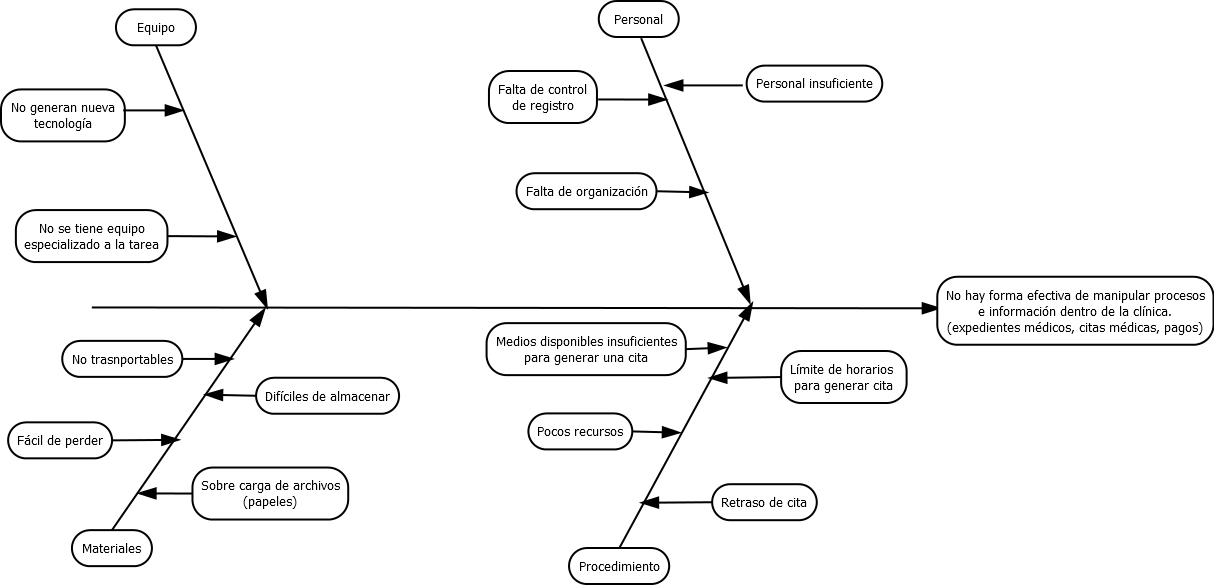 Equipo
Personal
No generan nueva
tecnología
Falta de control
de registro
Personal insuficiente
Falta de organización
No se tiene equipo
especializado a la tarea
No hay forma efectiva de manipular procesos
e información dentro de la clínica.
(expedientes médicos, citas médicas, pagos)
No trasnportables
Difíciles de almacenar
Fácil de perder
Sobre carga de archivos
(papeles)
Materiales
Medios disponibles insuficientes
para generar una cita
Límite de horarios
para generar cita
Pocos recursos
Retraso de cita
Procedimiento